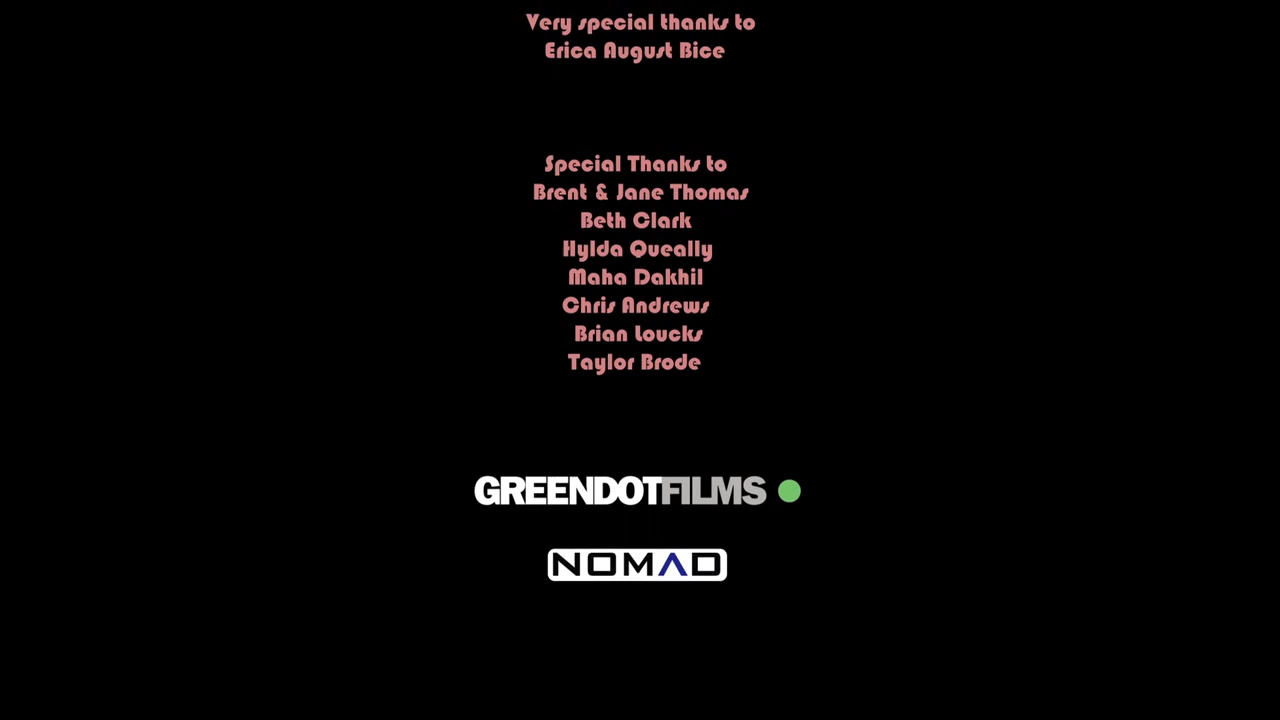 Very special thanks to
Erica August Bice
Special Thanks to
Brent & Jane Thomas
Beth Clark
Hylda Queally
Maha Dakhil
Chris Andrews
Brian Loucks
Taylor Brode
GREENDOTFILMS
NOMAD